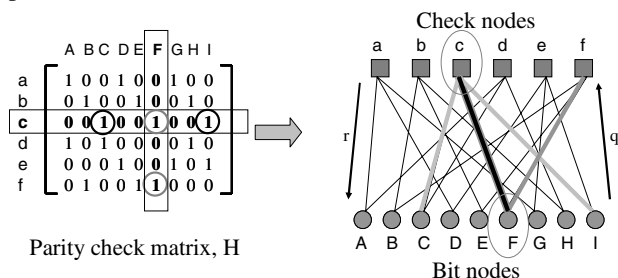 Check nodes
a b c d e f
A B C D E F G H I
a 1 0 0 1 0 0 1 0 0
b 0 1 0 0 1 0 0 1 0
c 0 0 1 0 0 1 0 0 1
d 1 0 1 0 0 0 0 1 0
e 0 0 0 1 0 0 1 0 1
f 0 1 0 0 1 1 0 0 0
r
q
A B C D E F G H I
Parity check matrix, H
Bit nodes